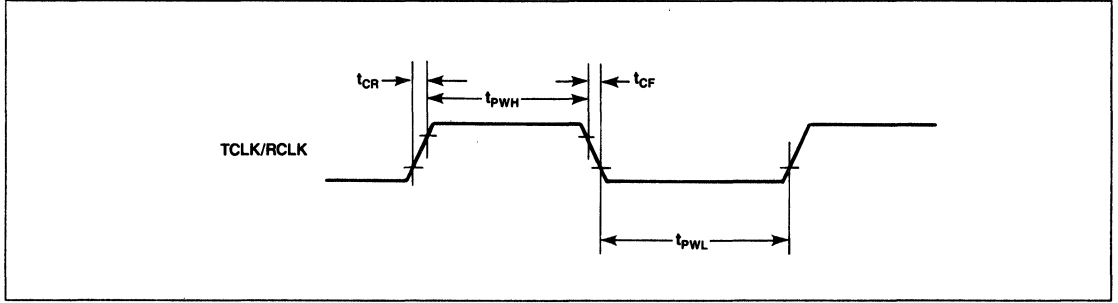 tCR
tCF
tPWH
TCLK/RCLK
tPWL